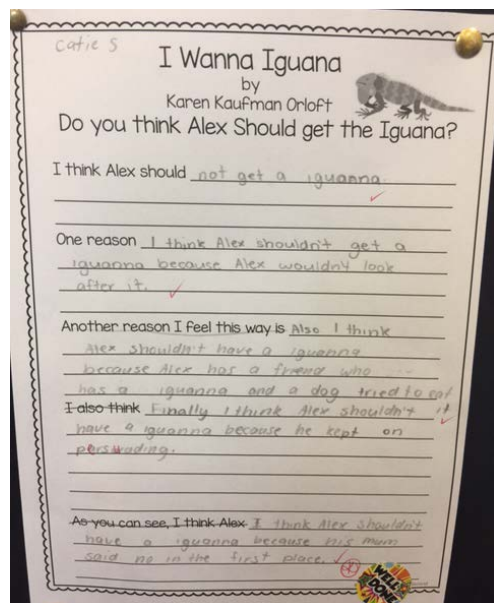 Catie S
I Wanna Iguana
by
Karen Kaufman Orloff
Do you think Alex Should get the Iguana?
I think Alex should not get a iguanna.
One reason I think Alex shouldn't get a
iguanna because Alex wouldn't look
after it.
Another reason I feel this way is Also I think
Alex shouldn't have a iguanna
because Alex has a friend who
has a iguanna and a dog tried to eat
it
I also think Finally I think Alex shouldn't
have a iguanna because he kept on
perswading.
As you can see, I think Alex I think Alex shouldn't
have a iguanna because his mum
said no in the first place.
WELL DONE